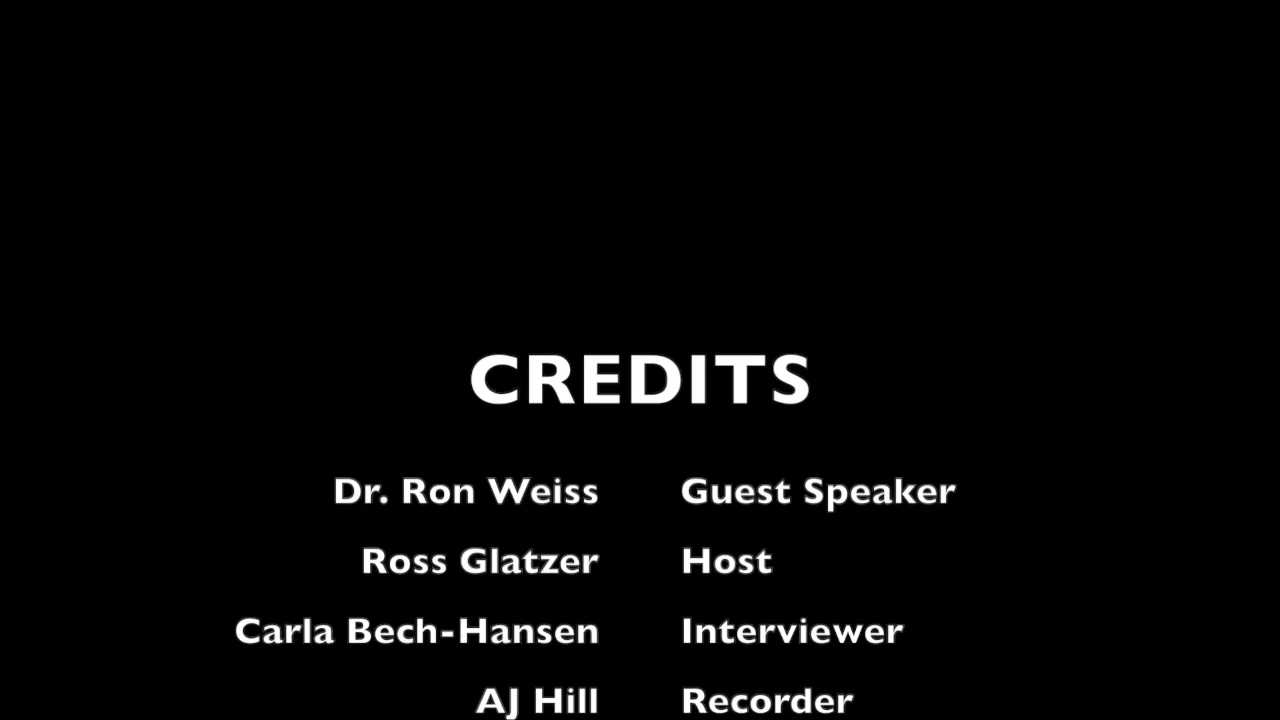 CREDITS
Dr. Ron Weiss Guest Speaker
Ross Glatzer Host
Carla Bech-Hansen Interviewer
AJ Hill Recorder